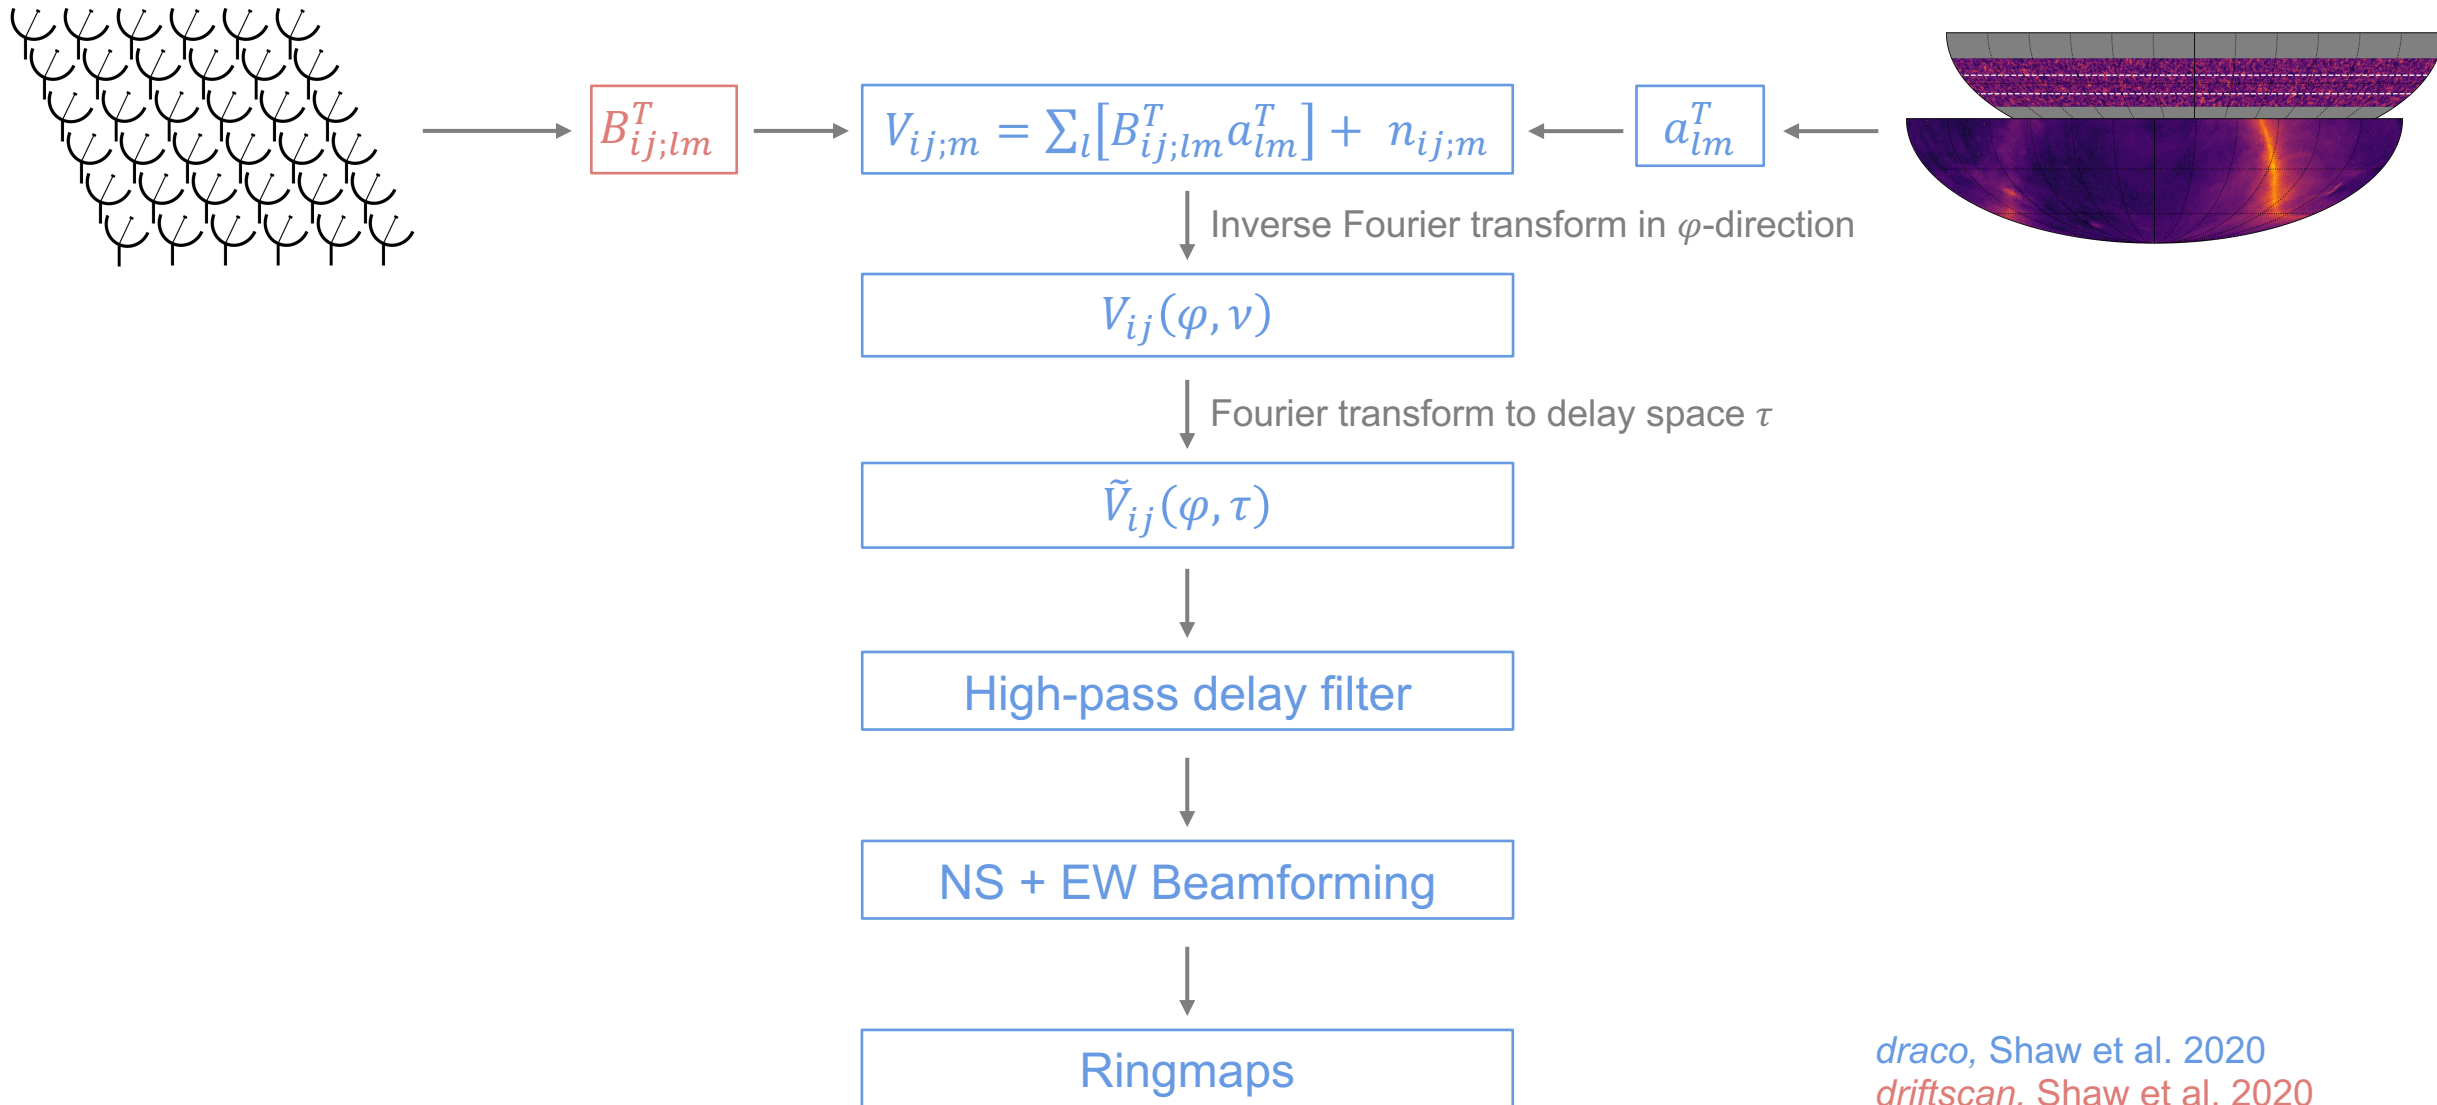 B^T_{ij;lm}
V_{ij;m} = ∑_l [B^T_{ij;lm} a^T_{lm}] + n_{ij;m}
a^T_{lm}
Inverse Fourier transform in φ-direction
V_{ij}(φ, ν)
Fourier transform to delay space τ
Ṽ_{ij}(φ, τ)
High-pass delay filter
NS + EW Beamforming
Ringmaps
draco, Shaw et al. 2020
driftscan, Shaw et al. 2020